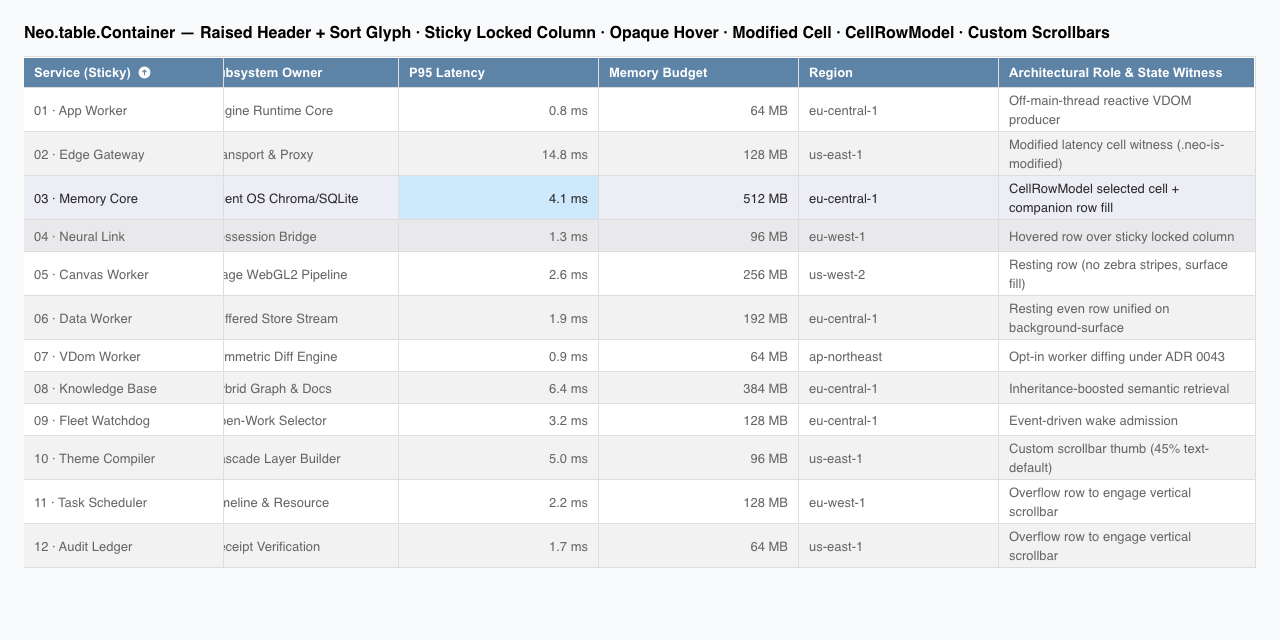 Neo.table.Container — Raised Header + Sort Glyph · Sticky Locked Column · Opaque Hover · Modified Cell · CellRowModel · Custom Scrollbars
Service (Sticky) ubsystem Owner P95 Latency Memory Budget Region Architectural Role & State Witness
01 · App Worker gine Runtime Core 0.8 ms 64 MB eu-central-1 Off-main-thread reactive VDOM
producer
02 · Edge Gateway ansport & Proxy 14.8 ms 128 MB us-east-1 Modified latency cell witness (.neo-is-
modified)
03 · Memory Core ent OS Chroma/SQLite 4.1 ms 512 MB eu-central-1 CellRowModel selected cell +
companion row fill
04 · Neural Link ssession Bridge 1.3 ms 96 MB eu-west-1 Hovered row over sticky locked column
05 · Canvas Worker age WebGL2 Pipeline 2.6 ms 256 MB us-west-2 Resting row (no zebra stripes, surface
fill)
06 · Data Worker ffered Store Stream 1.9 ms 192 MB eu-central-1 Resting even row unified on
background-surface
07 · VDom Worker mmetric Diff Engine 0.9 ms 64 MB ap-northeast Opt-in worker diffing under ADR 0043
08 · Knowledge Base brid Graph & Docs 6.4 ms 384 MB eu-central-1 Inheritance-boosted semantic retrieval
09 · Fleet Watchdog pen-Work Selector 3.2 ms 128 MB eu-central-1 Event-driven wake admission
10 · Theme Compiler ascade Layer Builder 5.0 ms 96 MB us-east-1 Custom scrollbar thumb (45% text-
default)
11 · Task Scheduler meline & Resource 2.2 ms 128 MB eu-west-1 Overflow row to engage vertical
scrollbar
12 · Audit Ledger ceipt Verification 1.7 ms 64 MB us-east-1 Overflow row to engage vertical
scrollbar